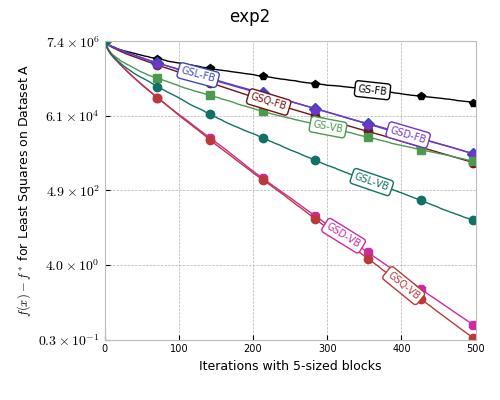 exp2
f(x) − f* for Least Squares on Dataset A
7.4 × 10⁶
6.1 × 10⁴
4.9 × 10²
4.0 × 10⁰
0.3 × 10⁻¹
GSL-FB
GS-FB
GSQ-FB
GS-VB
GSD-FB
GSL-VB
GSD-VB
GSQ-VB
0 100 200 300 400 500
Iterations with 5-sized blocks